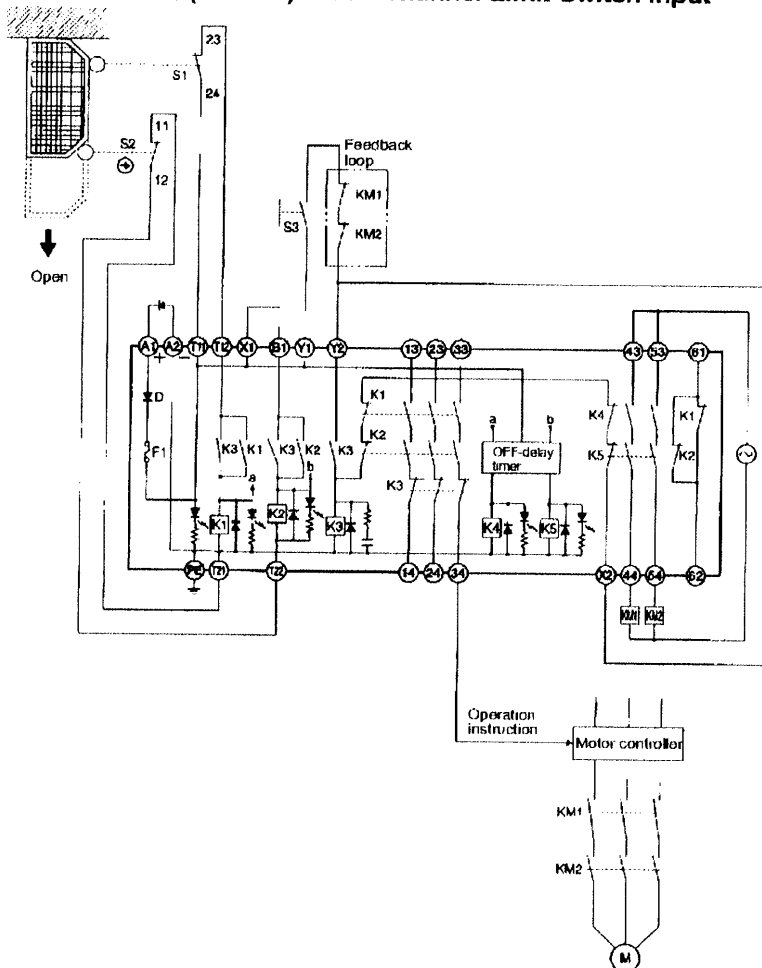 Limit Switch Input
23
S1
24
11
S2
12
Feedback
loop
KM1
S3
KM2
Open
A1 A2 T11 T12 X1 B1 Y1 Y2 13 23 33 43 53 61
+ −
D
F1
K3 K1 K3 K2 K3
a
b
K1
K2
K3
a b
OFF-delay
timer
K4
K5
K1
K2
K1 K2 K3 K4 K5
PE T21 T22 14 24 34 X2 44 54 62
KM1 KM2
Operation
instruction
Motor controller
KM1
KM2
M